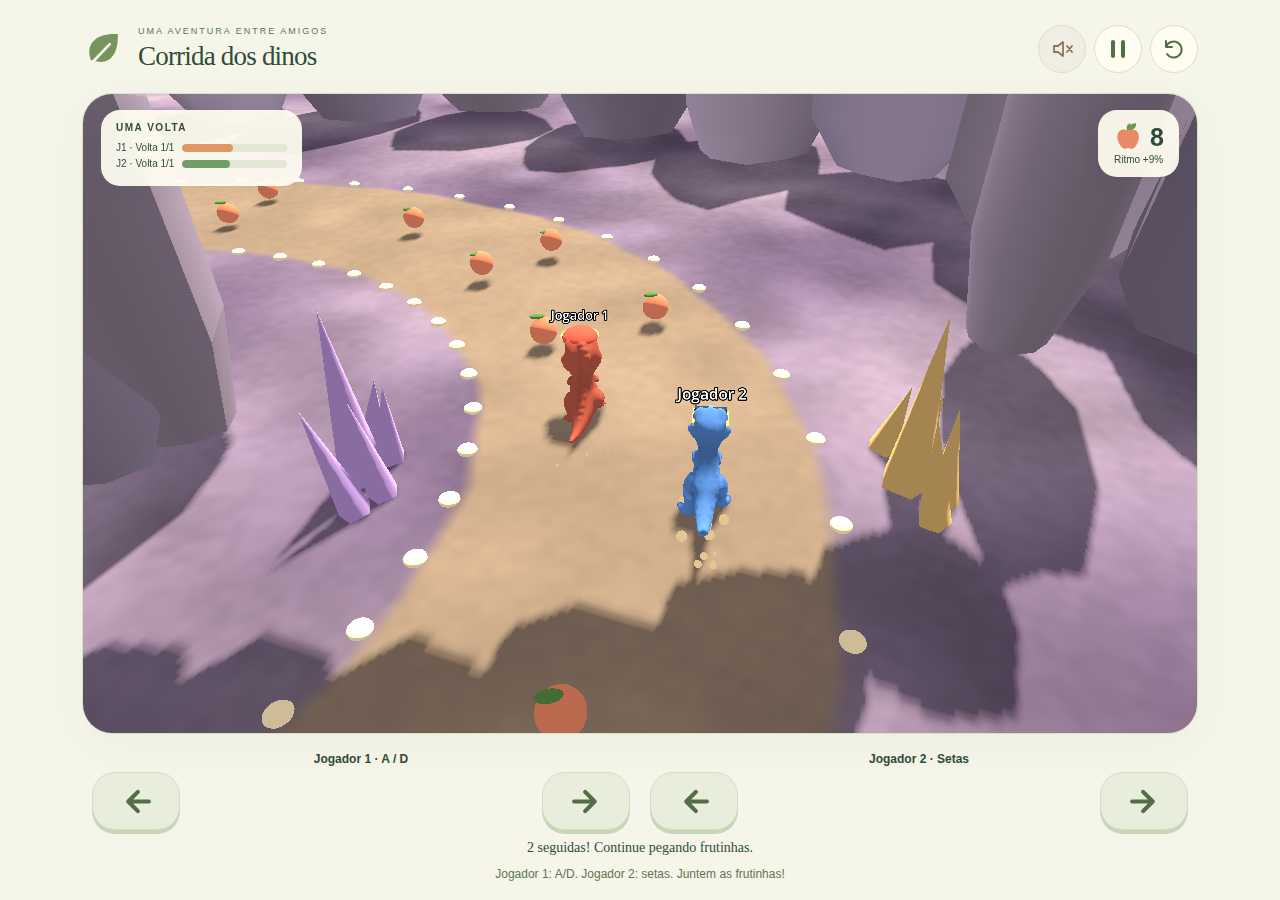 UMA AVENTURA ENTRE AMIGOS
Corrida dos dinos
UMA VOLTA
J1 · Volta 1/1
J2 · Volta 1/1
8
Ritmo +9%
Jogador 1
Jogador 2
Jogador 1 · A / D
Jogador 2 · Setas
2 seguidas! Continue pegando frutinhas.
Jogador 1: A/D. Jogador 2: setas. Juntem as frutinhas!